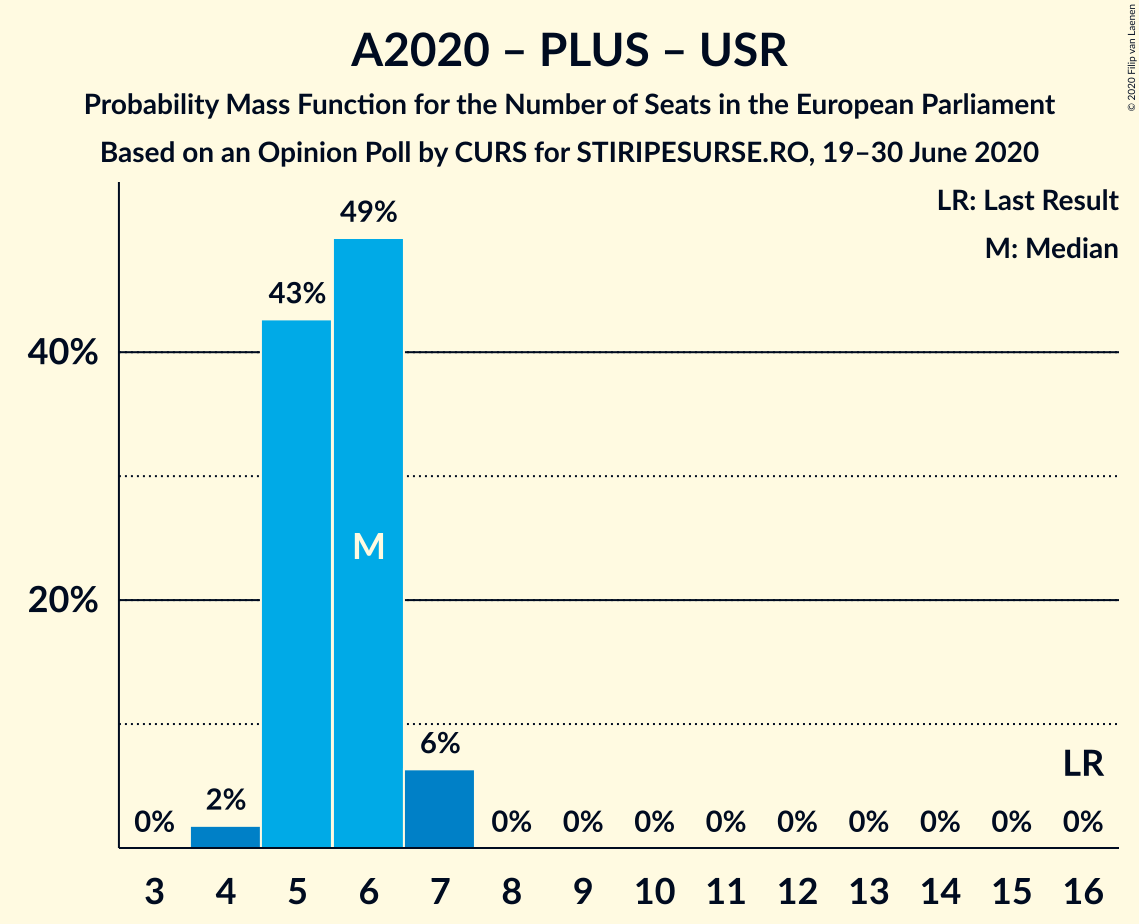 A2020 – PLUS – USR
Probability Mass Function for the Number of Seats in the European Parliament
Based on an Opinion Poll by CURS for STIRIPESURSE.RO, 19–30 June 2020
© 2020 Filip van Laenen
LR: Last Result
M: Median
49%
43%
40%
M
20%
6%
LR
2%
0% 0% 0% 0% 0% 0% 0% 0% 0% 0%
3 4 5 6 7 8 9 10 11 12 13 14 15 16